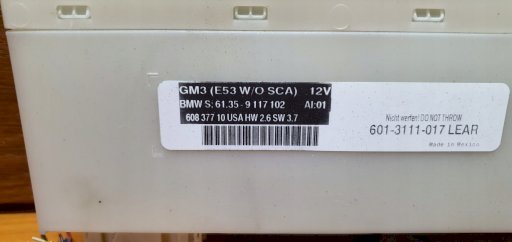 GM3 (E53 W/O SCA) 12V
BMW S: 61.35 - 9 117 102 AI:01
608 377 10 USA HW 2.6 SW 3.7
Nicht werfen! DO NOT THROW
601-3111-017 LEAR
Made in Mexico